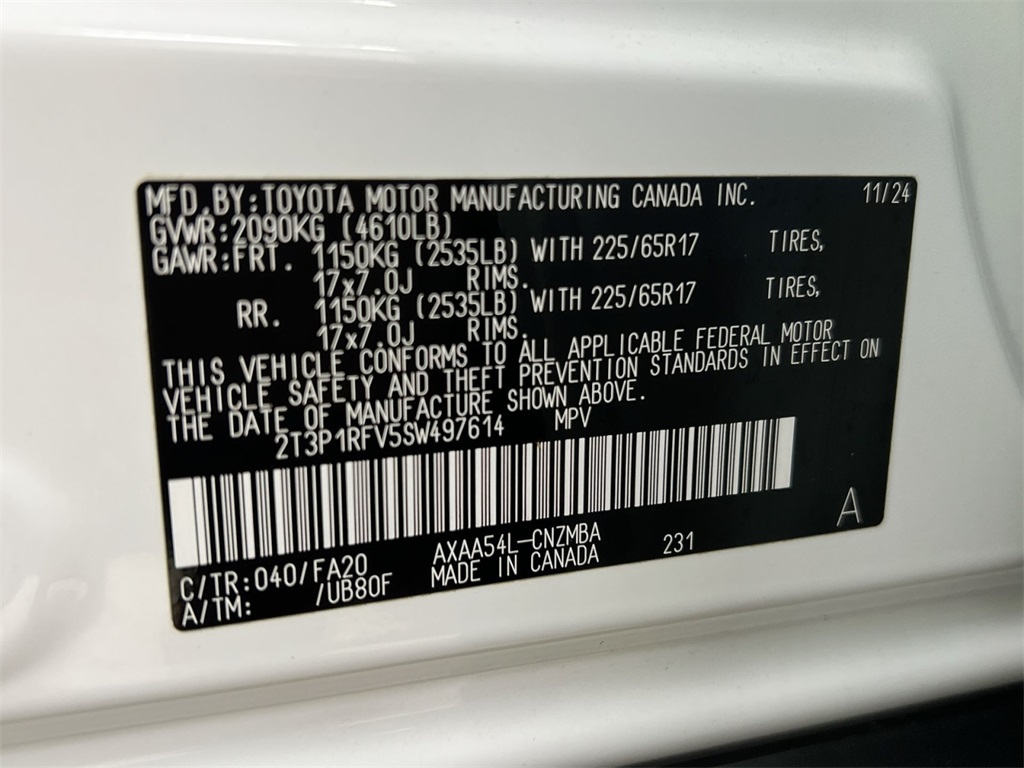 MFD.BY:TOYOTA MOTOR MANUFACTURING CANADA INC. 11/24
GVWR:2090KG (4610LB)
GAWR:FRT. 1150KG (2535LB) WITH 225/65R17 TIRES,
17x7.0J RIMS.
RR. 1150KG (2535LB) WITH 225/65R17 TIRES,
17x7.0J RIMS.
THIS VEHICLE CONFORMS TO ALL APPLICABLE FEDERAL MOTOR
VEHICLE SAFETY AND THEFT PREVENTION STANDARDS IN EFFECT ON
THE DATE OF MANUFACTURE SHOWN ABOVE.
2T3P1RFV5SW497614 MPV
A
C/TR:040/FA20 AXAA54L-CNZMBA 231
A/TM: /UB80F MADE IN CANADA